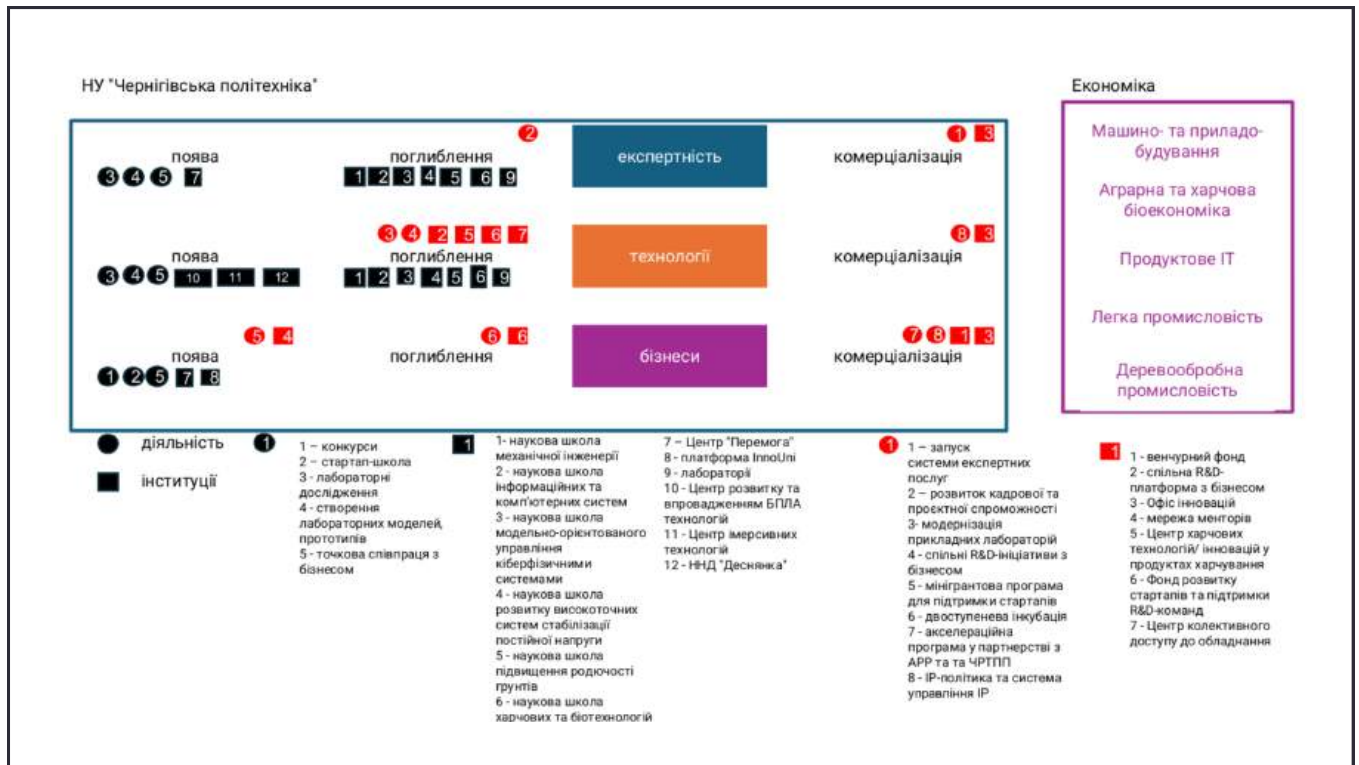 НУ "Чернігівська політехніка"
Економіка
2
1 3
поява
поглиблення
експертність
комерціалізація
3 4 5 7
1 2 3 4 5 6 9
3 4 2 5 6 7
8 3
поява
поглиблення
технології
комерціалізація
3 4 5 10 11 12
1 2 3 4 5 6 9
5 4
6 6
7 8 1 3
поява
поглиблення
бізнеси
комерціалізація
1 2 5 7 8
Машино- та приладо-
будування
Аграрна та харчова
біоекономіка
Продуктове ІТ
Легка промисловість
Деревообробна
промисловість
діяльність
інституції
1
1 – конкурси
2 – стартап-школа
3 - лабораторні
дослідження
4 - створення
лабораторних моделей,
прототипів
5 - точкова співпраця з
бізнесом
1
1- наукова школа
механічної інженерії
2 - наукова школа
інформаційних та
комп'ютерних систем
3 - наукова школа
модельно-орієнтованого
управління
кіберфізичними
системами
4 - наукова школа
розвитку високоточних
систем стабілізації
постійної напруги
5 - наукова школа
підвищення родючості
ґрунтів
6 - наукова школа
харчових та біотехнологій
7 – Центр "Перемога"
8 - платформа InnoUni
9 - лабораторії
10 - Центр розвитку та
впровадженням БПЛА
технологій
11 - Центр імерсивних
технологій
12 - ННД "Деснянка"
1
1 – запуск
системи експертних
послуг
2 – розвиток кадрової та
проєктної спроможності
3- модернізація
прикладних лабораторій
4 - спільні R&D-ініціативи з
бізнесом
5 - мінігрантова програма
для підтримки стартапів
6 - двоступенева інкубація
7 - акселераційна
програма у партнерстві з
АРР та та ЧРТПП
8 - IP-політика та система
управління IP
1
1 - венчурний фонд
2 - спільна R&D-
платформа з бізнесом
3 - Офіс інновацій
4 - мережа менторів
5 - Центр харчових
технологій/ інновацій у
продуктах харчування
6 - Фонд розвитку
стартапів та підтримки
R&D-команд
7 - Центр колективного
доступу до обладнання